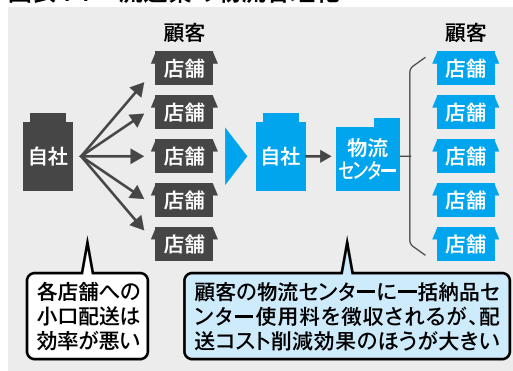 顧客
店舗
店舗
店舗
店舗
店舗
自社
各店舗への
小口配送は
効率が悪い
自社
物流
センター
顧客
店舗
店舗
店舗
店舗
店舗
顧客の物流センターに一括納品セ
ンター使用料を徴収されるが、配
送コスト削減効果のほうが大きい